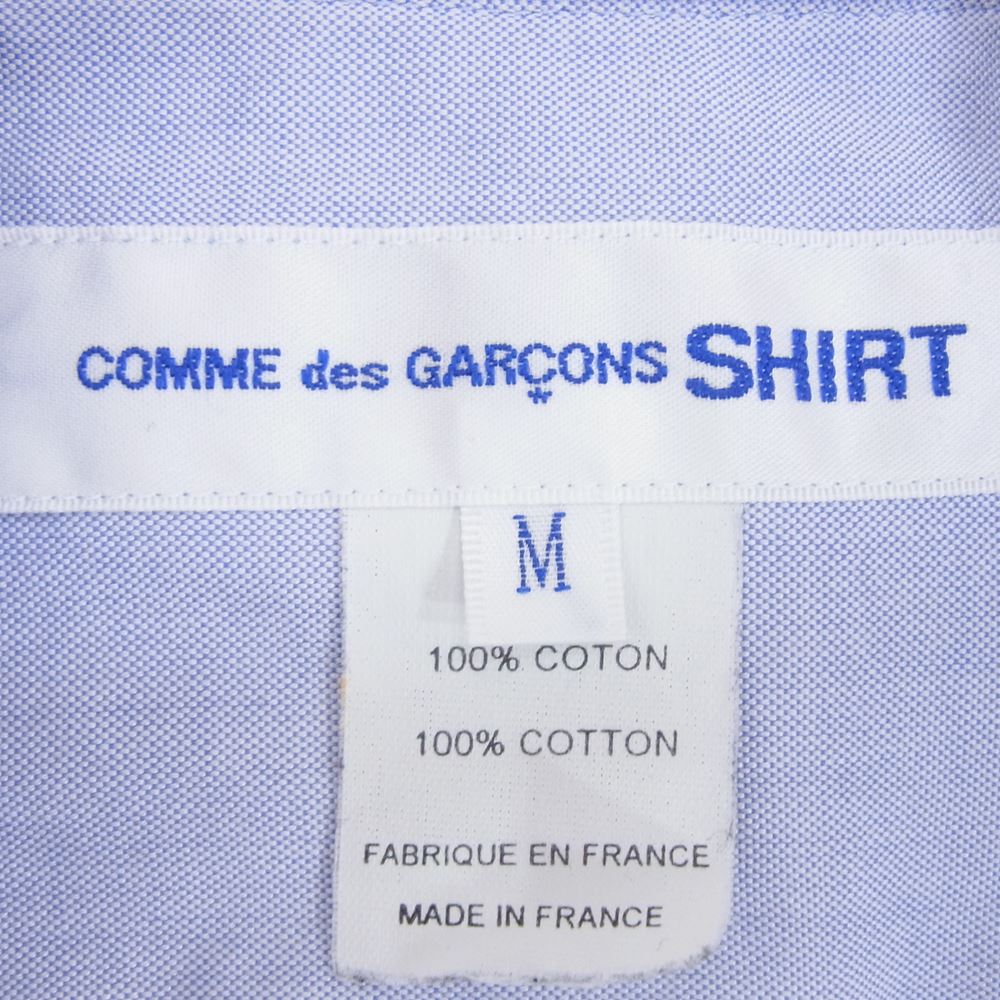 COMME des GARÇONS SHIRT
M
100% COTON
100% COTTON
FABRIQUE EN FRANCE
MADE IN FRANCE